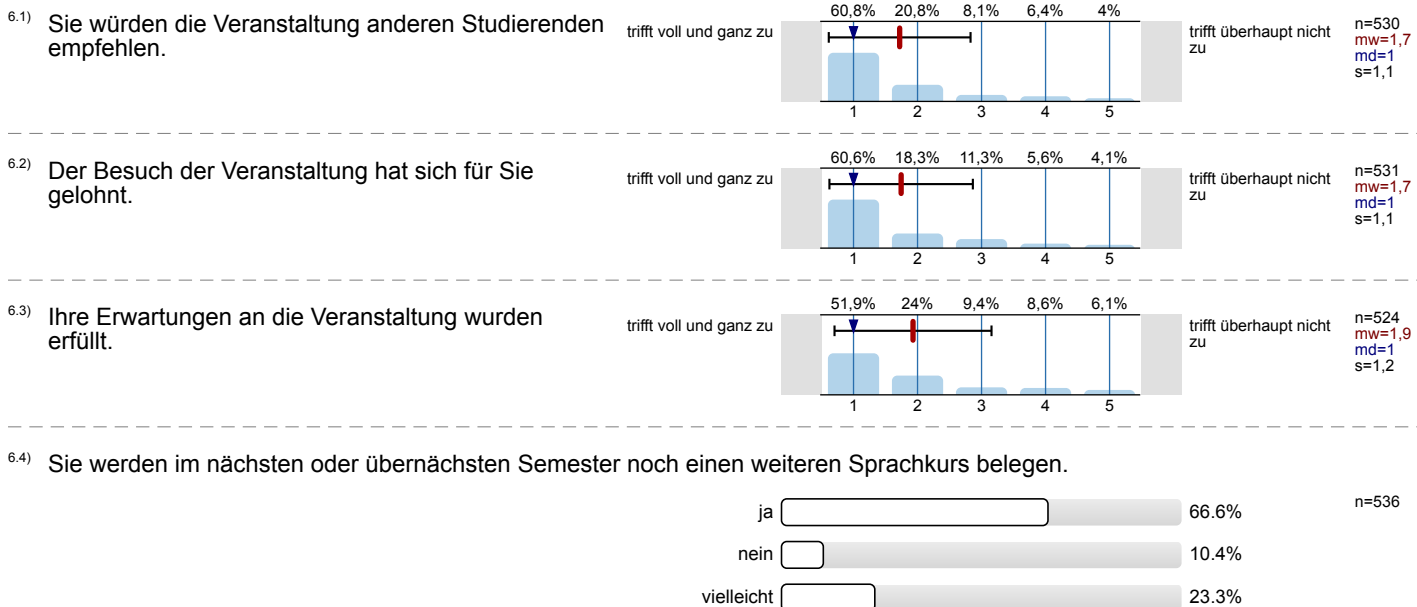 6.1) Sie würden die Veranstaltung anderen Studierenden
empfehlen.
trifft voll und ganz zu
60,8% 20,8% 8,1% 6,4% 4%
1 2 3 4 5
trifft überhaupt nicht
zu
n=530
mw=1,7
md=1
s=1,1
6.2) Der Besuch der Veranstaltung hat sich für Sie
gelohnt.
trifft voll und ganz zu
60,6% 18,3% 11,3% 5,6% 4,1%
1 2 3 4 5
trifft überhaupt nicht
zu
n=531
mw=1,7
md=1
s=1,1
6.3) Ihre Erwartungen an die Veranstaltung wurden
erfüllt.
trifft voll und ganz zu
51,9% 24% 9,4% 8,6% 6,1%
1 2 3 4 5
trifft überhaupt nicht
zu
n=524
mw=1,9
md=1
s=1,2
6.4) Sie werden im nächsten oder übernächsten Semester noch einen weiteren Sprachkurs belegen.
ja 66.6% n=536
nein 10.4%
vielleicht 23.3%